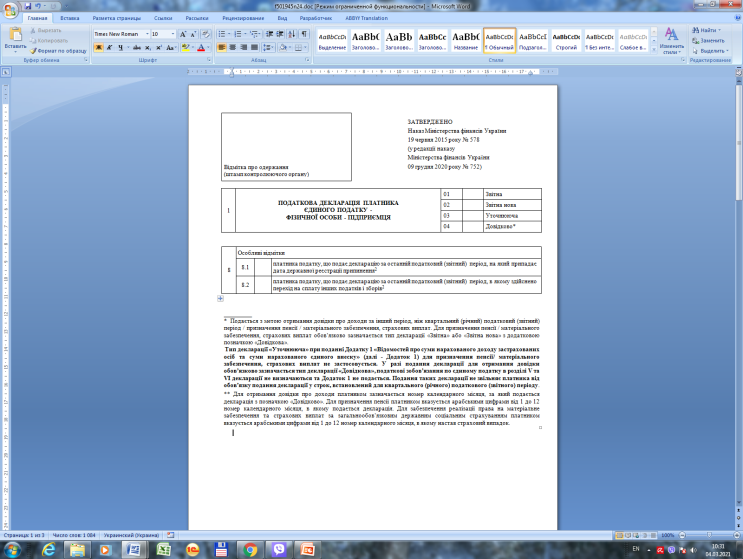 f501945n24.doc [Режим ограниченной функциональности] - Microsoft Word
Главная Вставка Разметка страницы Ссылки Рассылки Рецензирование Вид Разработчик ABBYY Translation
Вставить
Вырезать
Копировать
Формат по образцу
Буфер обмена
Times New Roman 10
Шрифт
Абзац
AaBbCcDc Выделение
AaBbC Заголово...
AaBb Заголово...
AaBbCc Заголово...
AaBbC Название
AaBbCcDc ¶ Обычный
AaBbCcI Подзагол...
AaBbCcDc Строгий
AaBbCcDc ¶ Без инте...
AaBbCcDc Слабое в...
Изменить стили
Стили
Найти
Заменить
Выделить
Редактирование
Відмітка про одержання
(штамп контролюючого органу)
ЗАТВЕРДЖЕНО
Наказ Міністерства фінансів України
19 червня 2015 року № 578
(у редакції наказу
Міністерства фінансів України
09 грудня 2020 року № 752)
1
ПОДАТКОВА ДЕКЛАРАЦІЯ ПЛАТНИКА
ЄДИНОГО ПОДАТКУ -
ФІЗИЧНОЇ ОСОБИ - ПІДПРИЄМЦЯ
01 Звітна
02 Звітна нова
03 Уточнююча
04 Довідково*
8
Особливі відмітки
8.1 платника податку, що подає декларацію за останній податковий (звітний) період, на який припадає
дата державної реєстрації припинення²
8.2 платника податку, що подає декларацію за останній податковий (звітний) період, в якому здійснено
перехід на сплату інших податків і зборів²
* Подається з метою отримання довідки про доходи за інший період, ніж квартальний (річний) податковий (звітний)
період / призначення пенсії / матеріального забезпечення, страхових виплат. Для призначення пенсії / матеріального
забезпечення, страхових виплат обов'язково зазначається тип декларації «Звітна» або «Звітна нова» з додатковою
позначкою «Довідкова».
Тип декларації «Уточнююча» при поданні Додатку 1 «Відомостей про суми нарахованого доходу застрахованих
осіб та суми нарахованого єдиного внеску» (далі - Додаток 1) для призначення пенсії/ матеріального
забезпечення, страхових виплат не застосовується. У разі подання декларації для отримання довідки
обов'язково зазначається тип декларації «Довідкова», податкові зобов'язання по єдиному податку в розділі V та
VI декларації не визначаються та Додаток 1 не подається. Подання таких декларації не звільняє платника від
обов'язку подання декларації у строк, встановлений для квартального (річного) податкового (звітного) періоду.
** Для отримання довідки про доходи платником зазначається номер календарного місяця, за який подається
декларація з позначкою «Довідково». Для призначення пенсії платником вказується арабськими цифрами від 1 до 12
номер календарного місяця, в якому подається декларація. Для забезпечення реалізації права на матеріальне
забезпечення та страхових виплат за загальнообов'язковим державним соціальним страхуванням платником
вказується арабськими цифрами від 1 до 12 номер календарного місяця, в якому настав страховий випадок.
Страница: 1 из 3 Число слов: 1 084 Украинский (Украина) 100%
EN
10:31
04.03.2021